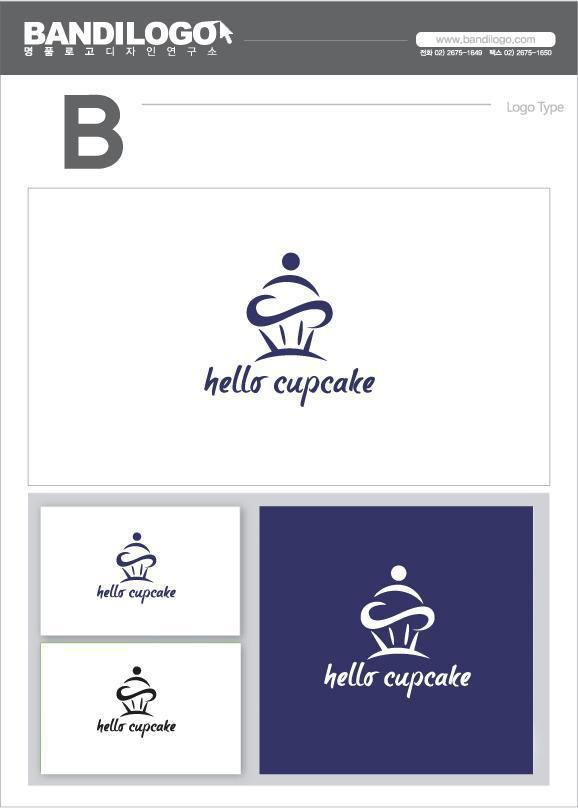 BANDILOGO
명품로고디자인연구소
www.bandilogo.com
전화 02) 2675-1649 팩스 02) 2675-1650
B
Logo Type
hello cupcake
hello cupcake
hello cupcake
hello cupcake